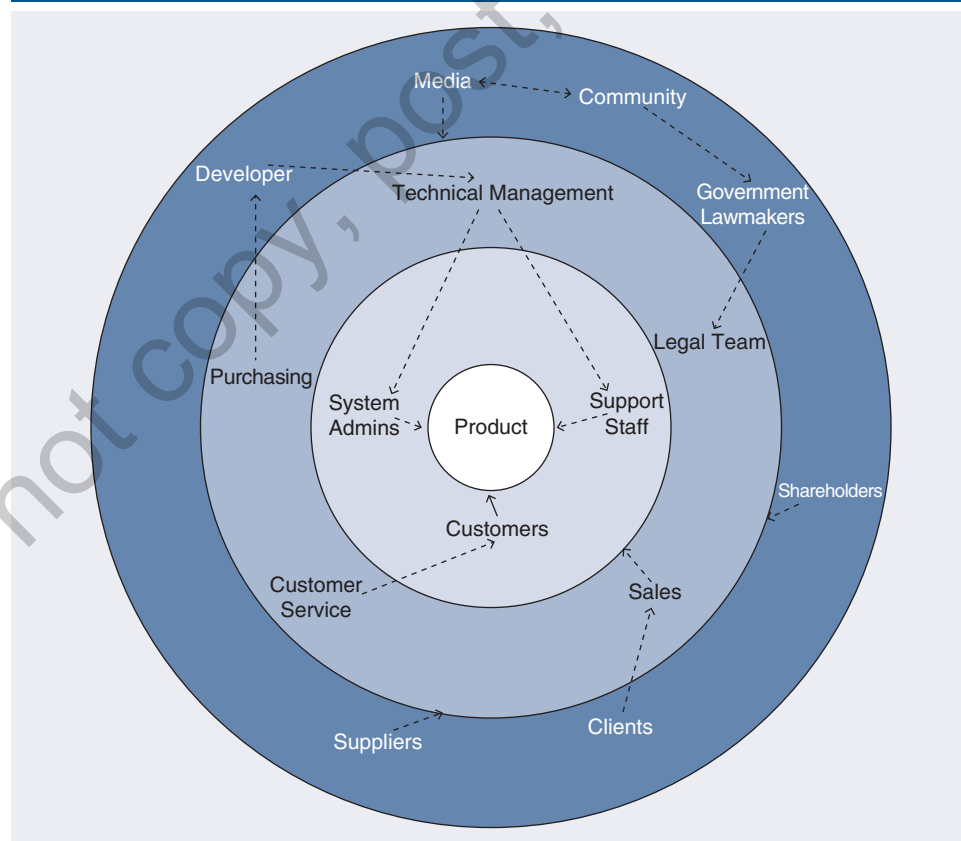 not copy, post,
Media
Community
Developer
Technical Management
Government
Lawmakers
Legal Team
Purchasing
System
Admins
Product
Support
Staff
Shareholders
Customers
Customer
Service
Sales
Clients
Suppliers